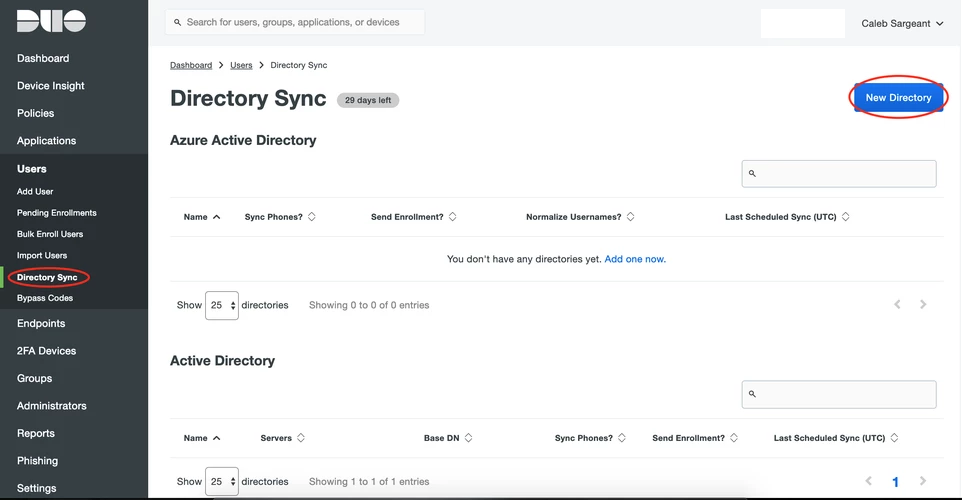 DUO
Search for users, groups, applications, or devices
Caleb Sargeant
Dashboard
Device Insight
Policies
Applications
Users
Add User
Pending Enrollments
Bulk Enroll Users
Import Users
Directory Sync
Bypass Codes
Endpoints
2FA Devices
Groups
Administrators
Reports
Phishing
Settings
Dashboard > Users > Directory Sync
Directory Sync 29 days left
New Directory
Azure Active Directory
Name Sync Phones? Send Enrollment? Normalize Usernames? Last Scheduled Sync (UTC)
You don't have any directories yet. Add one now.
Show 25 directories Showing 0 to 0 of 0 entries
Active Directory
Name Servers Base DN Sync Phones? Send Enrollment? Last Scheduled Sync (UTC)
Show 25 directories Showing 1 to 1 of 1 entries 1